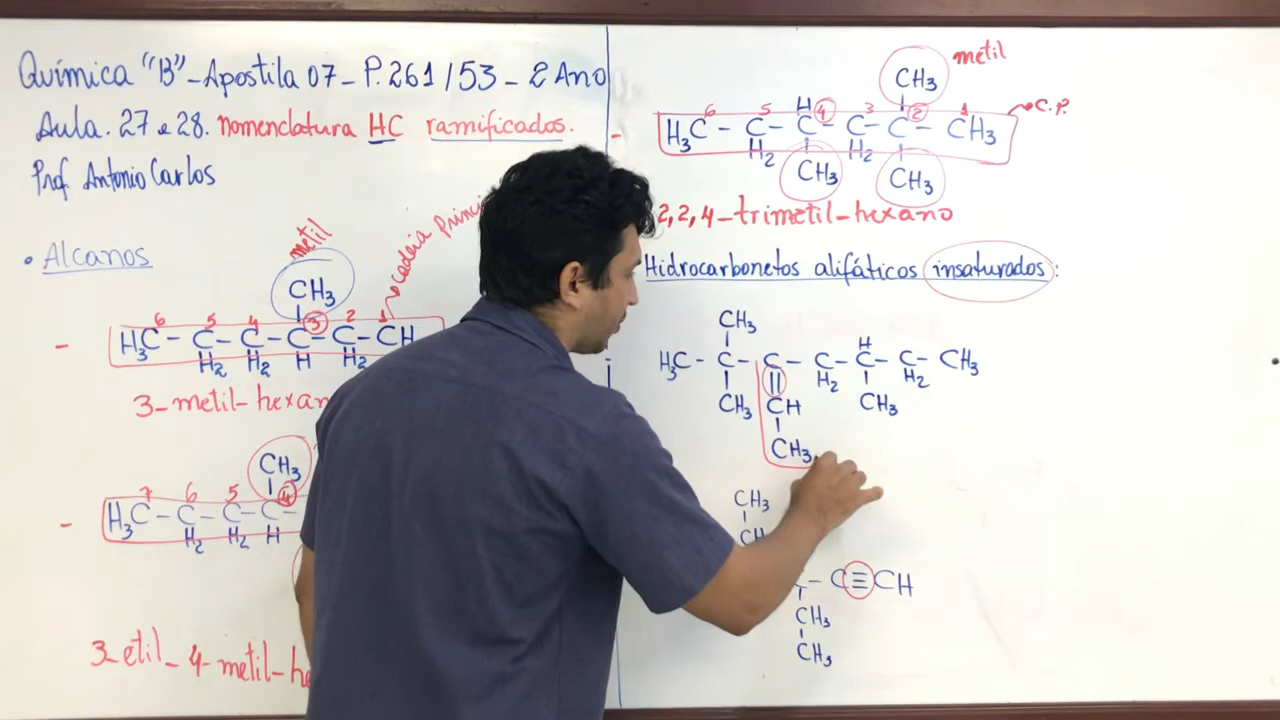 Química "B" - Apostila 07 - P. 261/53 - 2 Ano
Aula. 27 e 28. nomenclatura HC ramificados.
Prof Antonio Carlos
• Alcanos
metil
CH3
cadeia
6 5 4 3 2 1
- H3C - C - C - C - C - CH
H2 H2 H H2
3-metil-hexan
CH3
7 6 5 4
- H3C - C - C - C -
H2 H2 H
3-etil-4-metil-he
metil
CH3
C.P.
6 5 H 4 3 2 1
- H3C - C - C - C - C - CH3
H2 H2
CH3 CH3
2,2,4-trimetil-hexano
Hidrocarbonetos alifáticos insaturados:
CH3
H
H3C - C - C - C - C - C - CH3
H2 H2
CH3 CH CH3
CH3
CH3
CH
- C≡CH
CH2
CH3